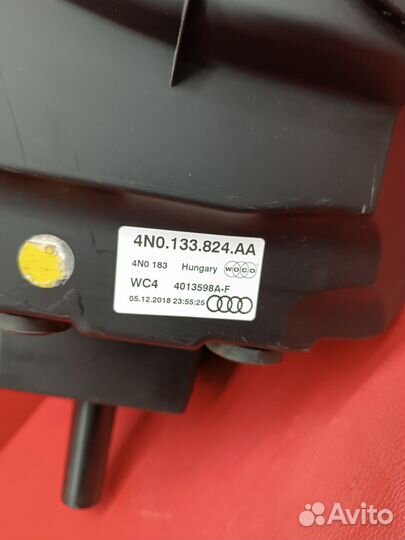 4N0.133.824.AA
4N0 183 Hungary WOCO
WC4 4013598A-F
05.12.2018 23:55:25
Avito